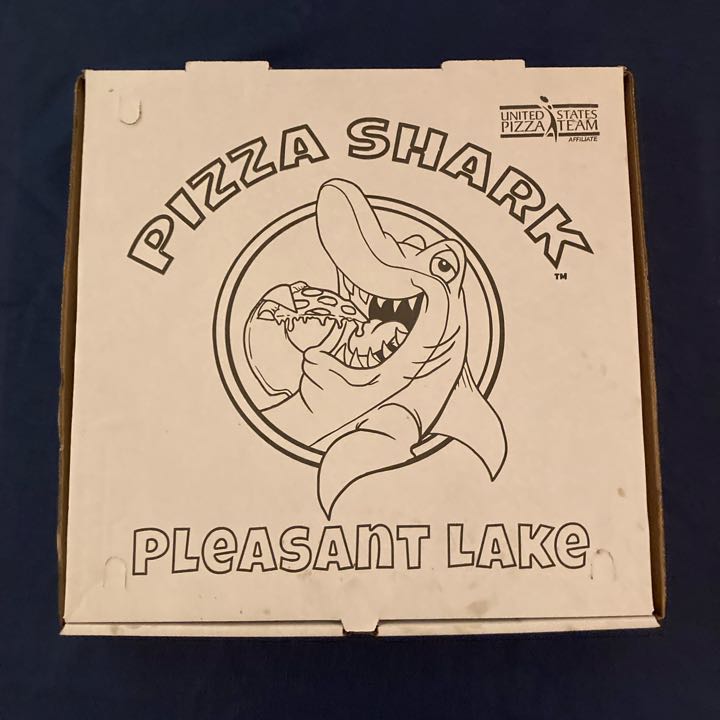 PIZZA SHARK
TM
UNITED STATES
PIZZA TEAM
AFFILIATE
PLeASAnT LAKe